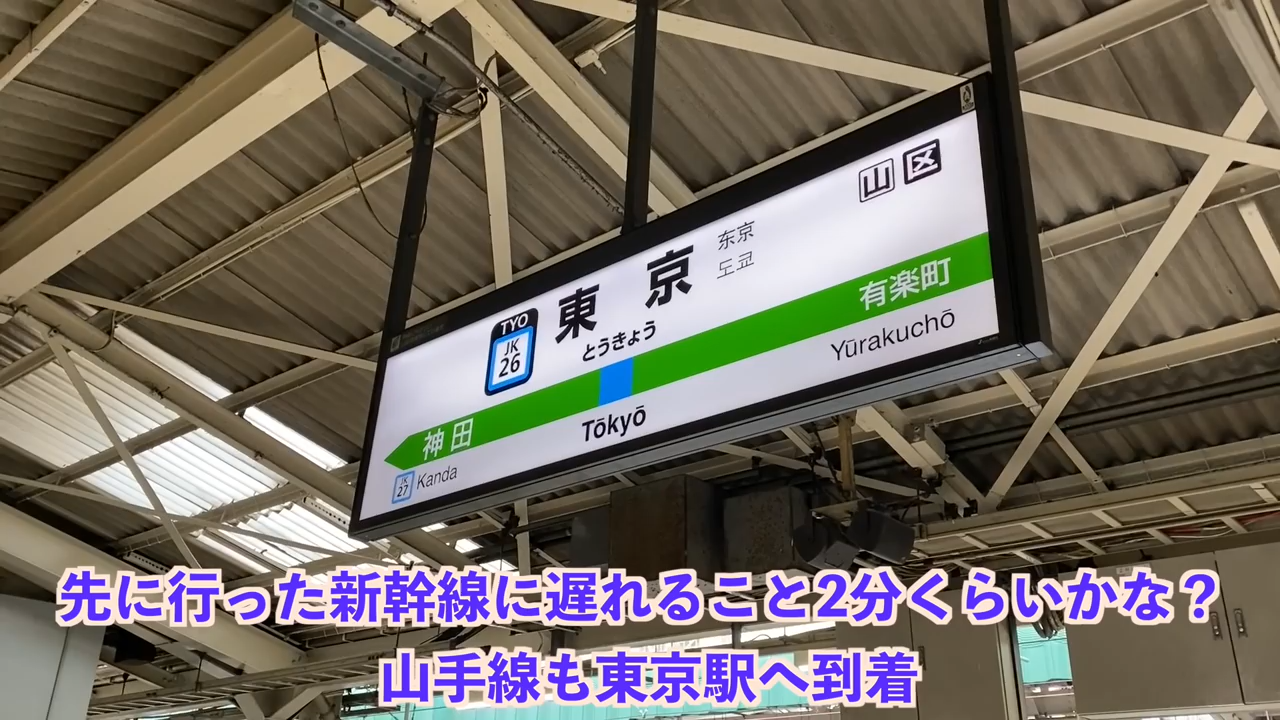 山 区
东京
도쿄
東京
TYO
JK
26
とうきょう
有楽町
Yūrakuchō
Tōkyō
神田
JK
27
Kanda
先に行った新幹線に遅れること2分くらいかな？
山手線も東京駅へ到着